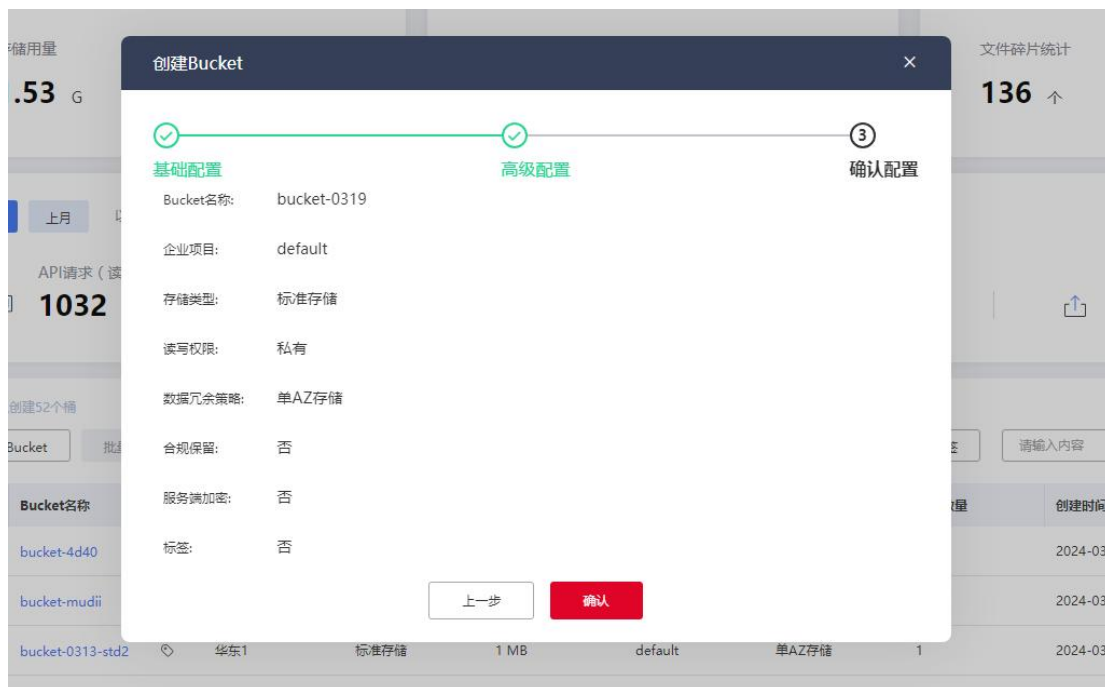 储用量
.53 G
文件碎片统计
136 个
创建Bucket
3
基础配置
高级配置
确认配置
Bucket名称: bucket-0319
企业项目: default
存储类型: 标准存储
读写权限: 私有
数据冗余策略: 单AZ存储
合规保留: 否
服务端加密: 否
标签: 否
上一步
确认
上月
API请求（读
1032
创建52个桶
Bucket
请输入内容
Bucket名称
创建时间
bucket-4d40
2024-03
bucket-mudii
2024-03
bucket-0313-std2 华东1 标准存储 1 MB default 单AZ存储 1 2024-03